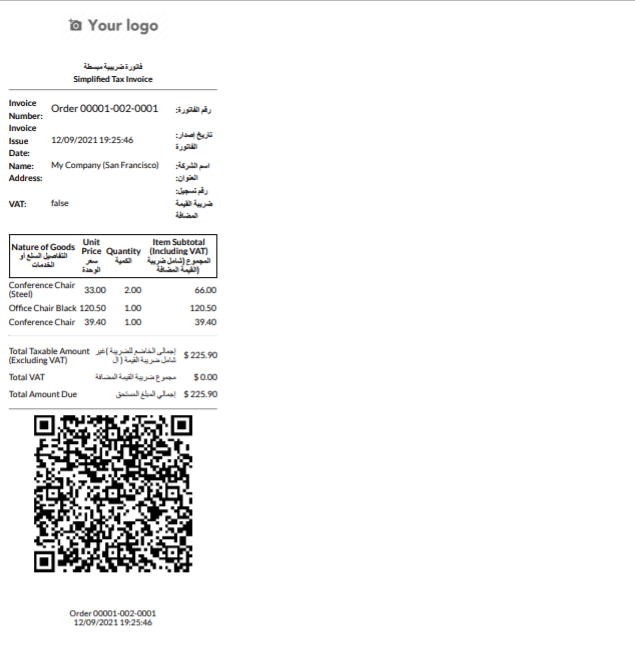 Your logo
فاتورة ضريبية مبسطة
Simplified Tax Invoice
Invoice Number: Order 00001-002-0001 رقم الفاتورة:
Invoice Issue Date: 12/09/2021 19:25:46 تاريخ إصدار: الفاتورة
Name: My Company (San Francisco) اسم الشركة:
Address: العنوان:
VAT: false رقم تسجيل: ضريبة القيمة المضافة
Nature of Goods التفاصيل السلع أو الخدمات Unit Price سعر الوحدة Quantity الكمية Item Subtotal (Including VAT) المجموع (شامل ضريبة القيمة المضافة)
Conference Chair (Steel) 33.00 2.00 66.00
Office Chair Black 120.50 1.00 120.50
Conference Chair 39.40 1.00 39.40
Total Taxable Amount (Excluding VAT) إجمالي الخاضع للضريبة )غير شامل ضريبة القيمة ( ال $ 225.90
Total VAT مجموع ضريبة القيمة المضافة $ 0.00
Total Amount Due إجمالي المبلغ المستحق $ 225.90
Order 00001-002-0001
12/09/2021 19:25:46